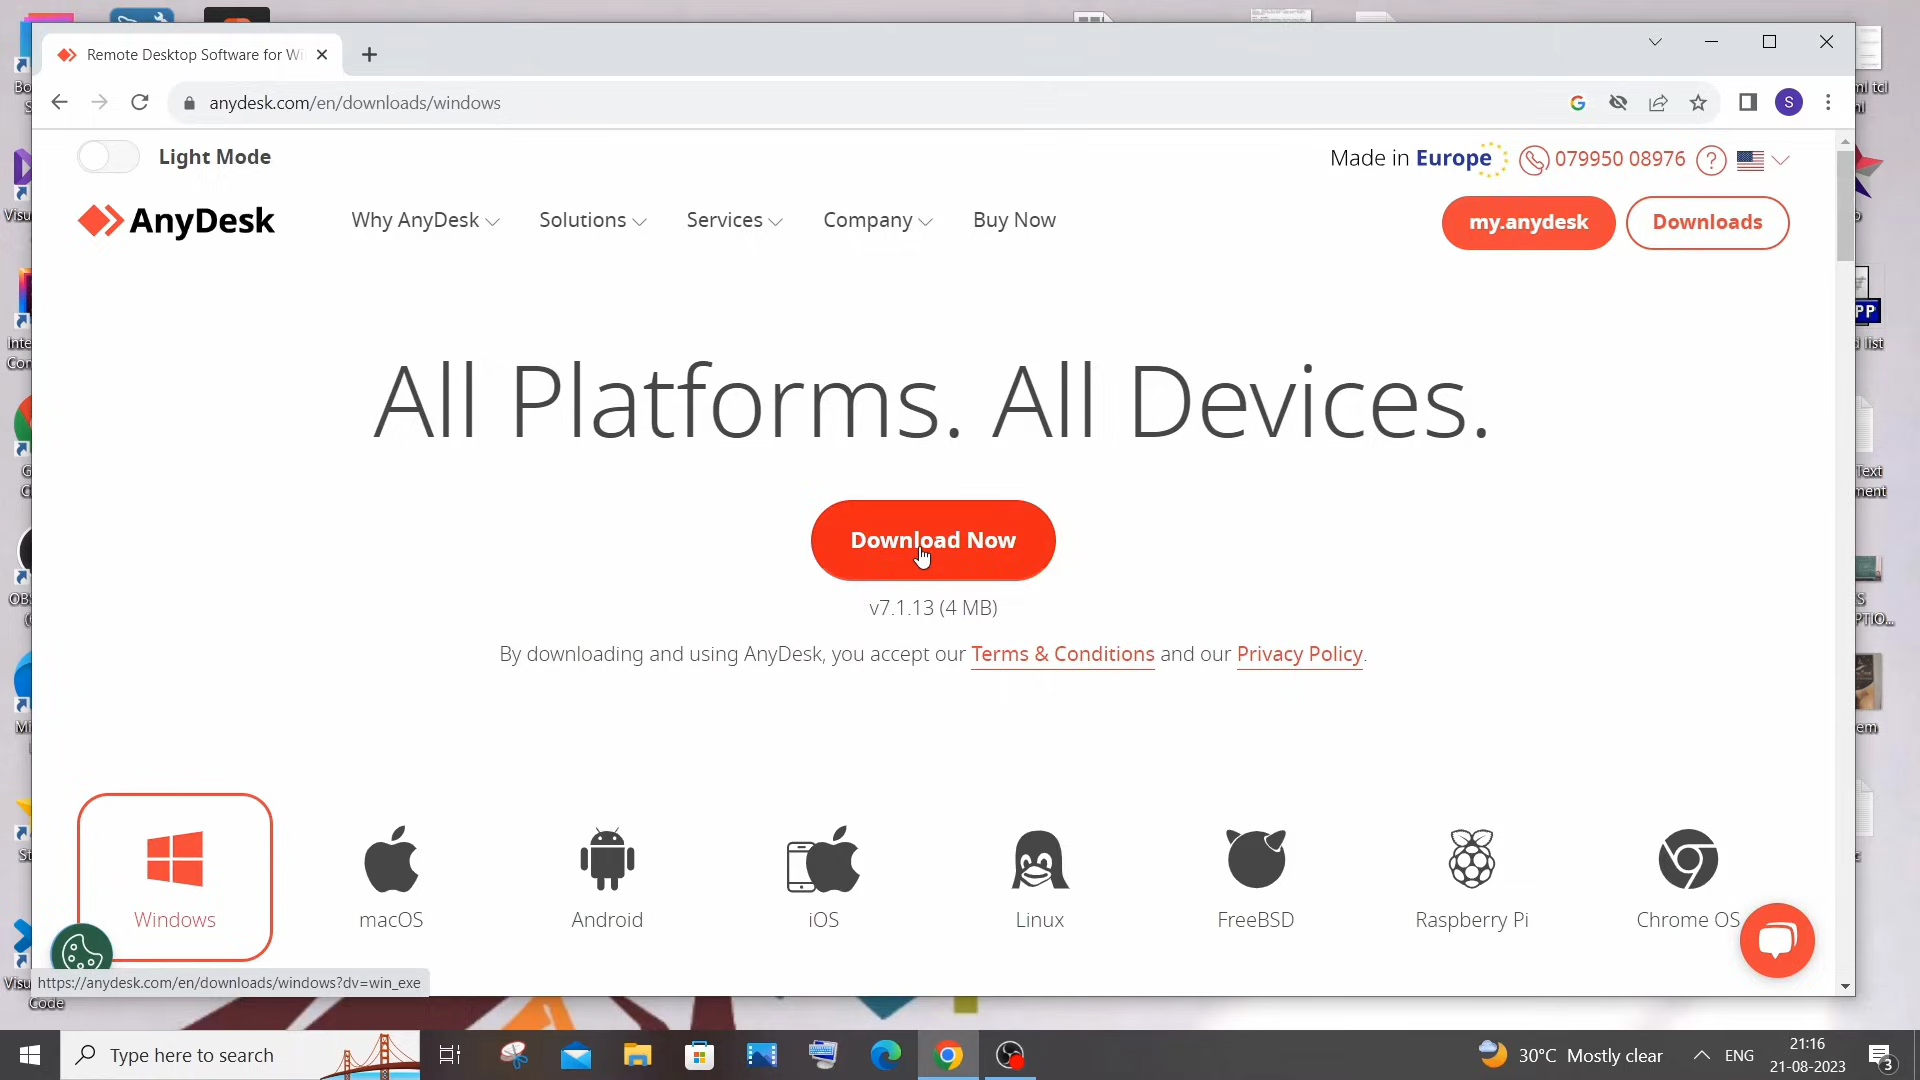 Remote Desktop Software for Wi
anydesk.com/en/downloads/windows
S
Light Mode
Made in Europe
079950 08976
?
AnyDesk
Why AnyDesk
Solutions
Services
Company
Buy Now
my.anydesk
Downloads
All Platforms. All Devices.
Download Now
v7.1.13 (4 MB)
By downloading and using AnyDesk, you accept our Terms & Conditions and our Privacy Policy.
Windows
macOS
Android
iOS
Linux
FreeBSD
Raspberry Pi
Chrome OS
https://anydesk.com/en/downloads/windows?dv=win_exe
Code
Type here to search
30°C Mostly clear
ENG
21:16
21-08-2023
3